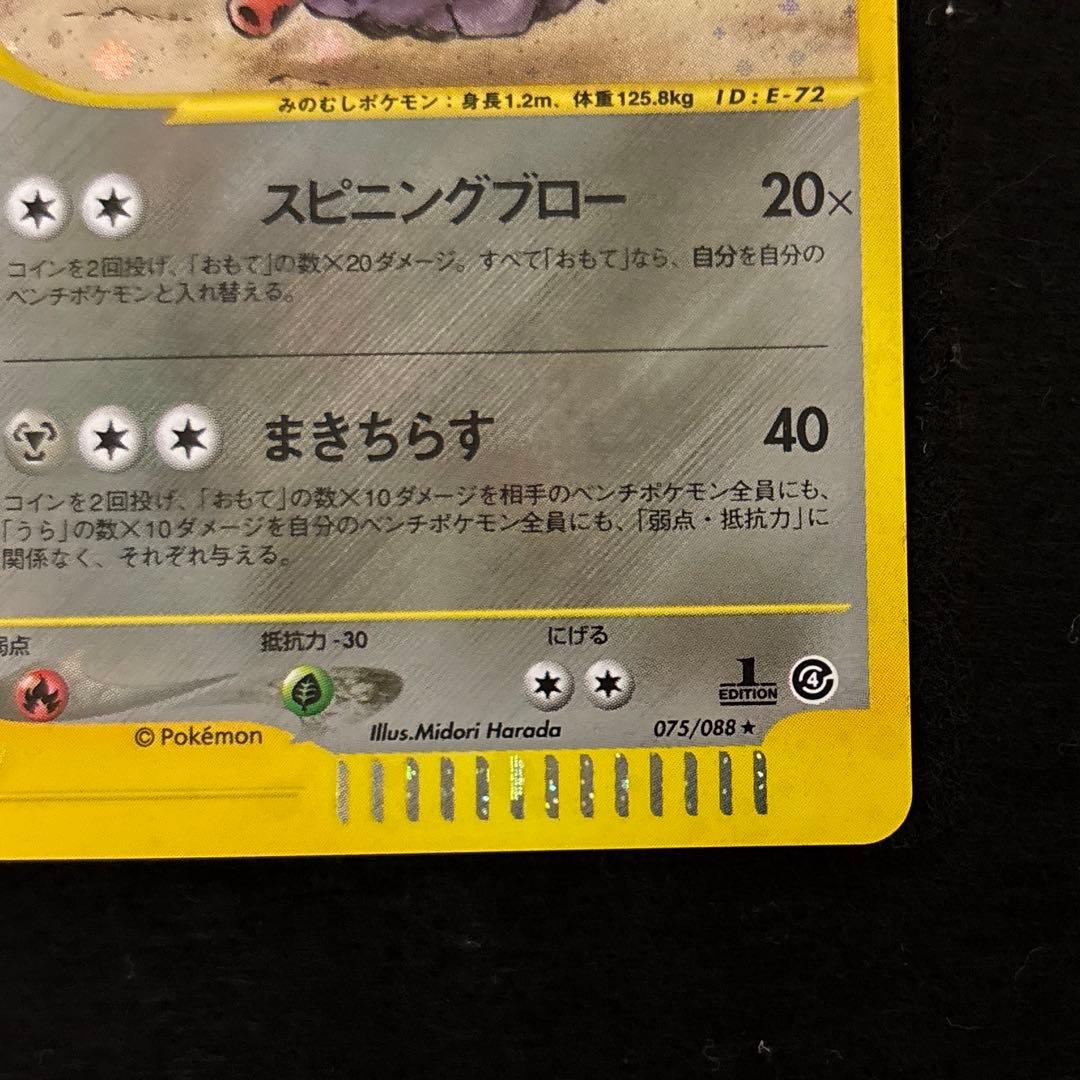 みのむしポケモン：身長1.2m、体重125.8kg ID：E-72
スピニングブロー 20×
コインを2回投げ、「おもて」の数×20ダメージ。すべて「おもて」なら、自分を自分の
ベンチポケモンと入れ替える。
まきちらす 40
コインを2回投げ、「おもて」の数×10ダメージを相手のベンチポケモン全員にも、
「うら」の数×10ダメージを自分のベンチポケモン全員にも、「弱点・抵抗力」に
関係なく、それぞれ与える。
弱点 抵抗力 -30 にげる
1 EDITION 4
©Pokémon Illus.Midori Harada 075/088★